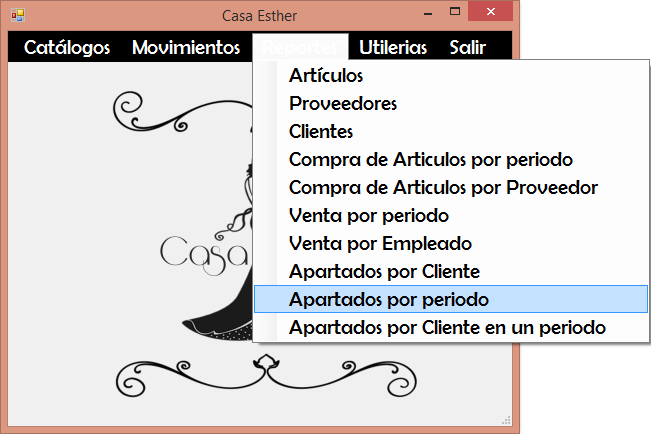 Casa Esther
Catálogos Movimientos Reportes Utilerias Salir
Artículos
Proveedores
Clientes
Compra de Articulos por periodo
Compra de Articulos por Proveedor
Venta por periodo
Venta por Empleado
Apartados por Cliente
Apartados por periodo
Apartados por Cliente en un periodo
Casa